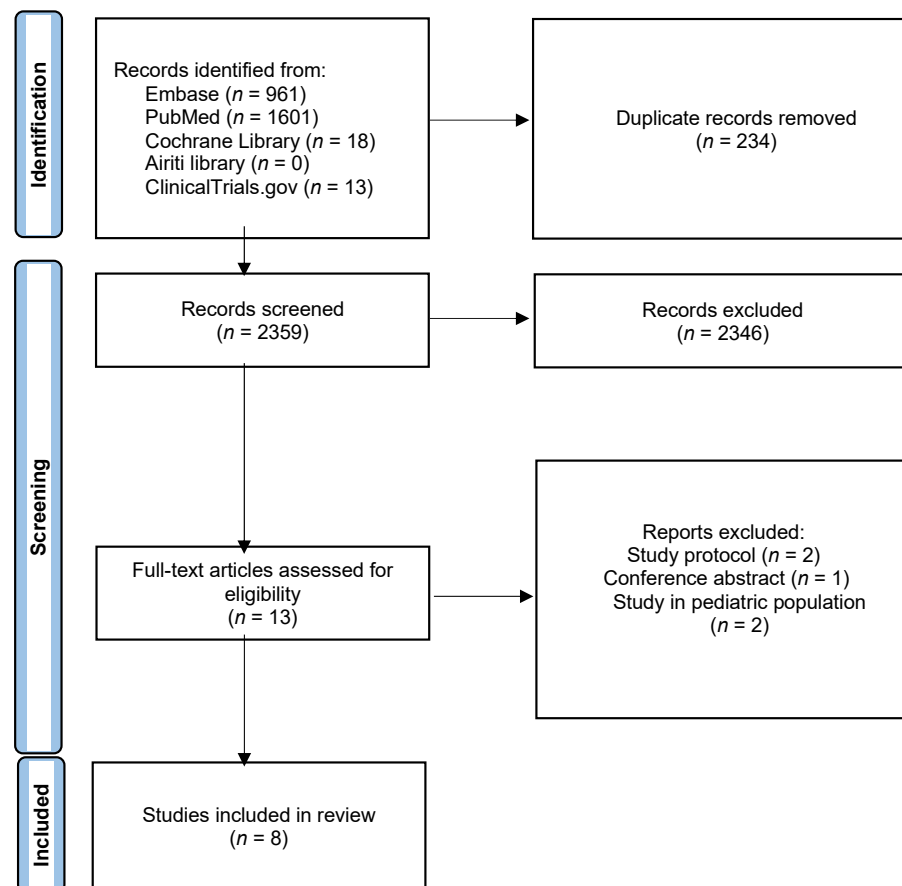 Identification
Records identified from:
Embase (n = 961)
PubMed (n = 1601)
Cochrane Library (n = 18)
Airiti library (n = 0)
ClinicalTrials.gov (n = 13)
Duplicate records removed
(n = 234)
Screening
Records screened
(n = 2359)
Records excluded
(n = 2346)
Full-text articles assessed for
eligibility
(n = 13)
Reports excluded:
Study protocol (n = 2)
Conference abstract (n = 1)
Study in pediatric population
(n = 2)
Included
Studies included in review
(n = 8)